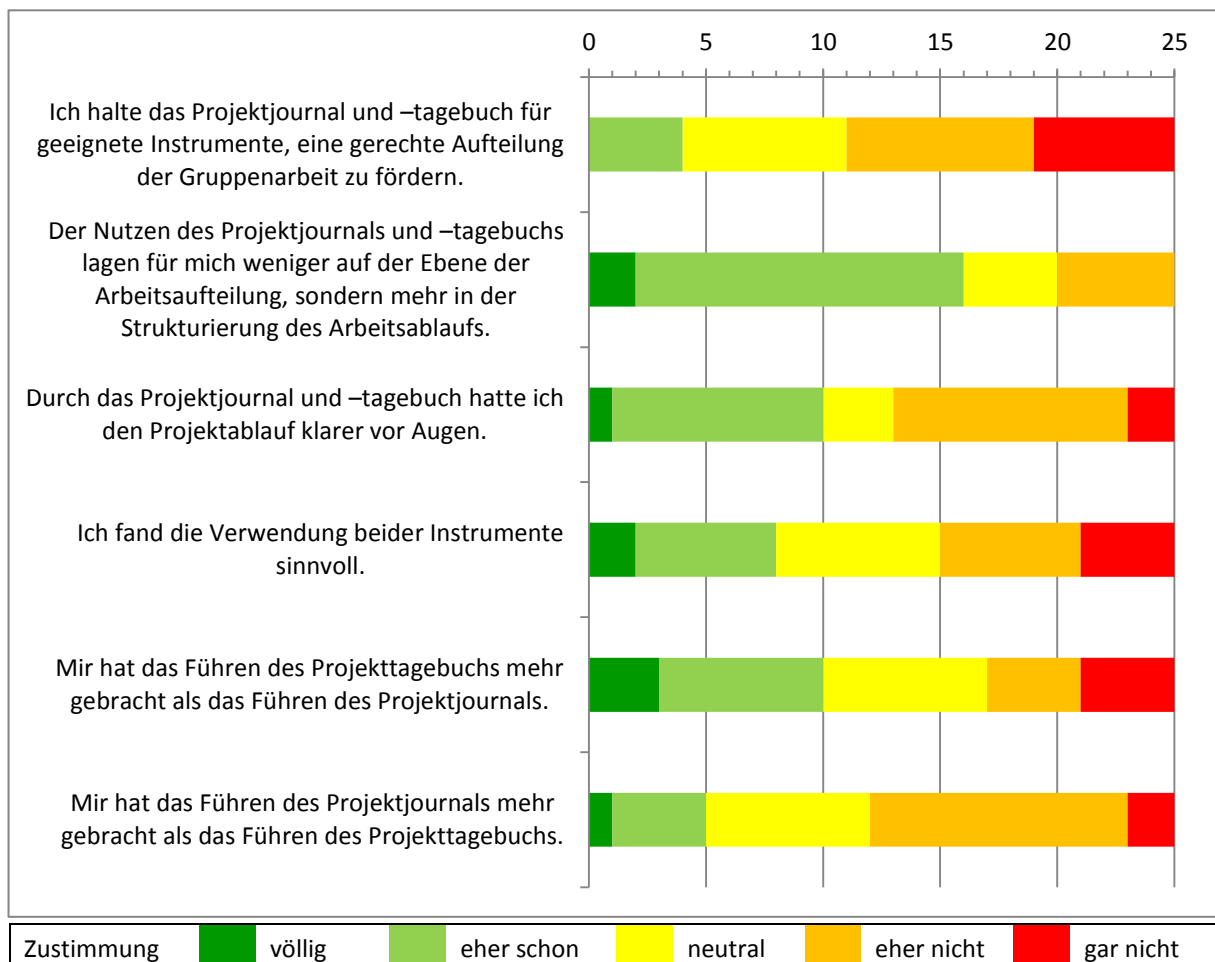 0 5 10 15 20 25
Ich halte das Projektjournal und –tagebuch für
geeignete Instrumente, eine gerechte Aufteilung
der Gruppenarbeit zu fördern.
Der Nutzen des Projektjournals und –tagebuchs
lagen für mich weniger auf der Ebene der
Arbeitsaufteilung, sondern mehr in der
Strukturierung des Arbeitsablaufs.
Durch das Projektjournal und –tagebuch hatte ich
den Projektablauf klarer vor Augen.
Ich fand die Verwendung beider Instrumente
sinnvoll.
Mir hat das Führen des Projekttagebuchs mehr
gebracht als das Führen des Projektjournals.
Mir hat das Führen des Projektjournals mehr
gebracht als das Führen des Projekttagebuchs.
Zustimmung völlig eher schon neutral eher nicht gar nicht